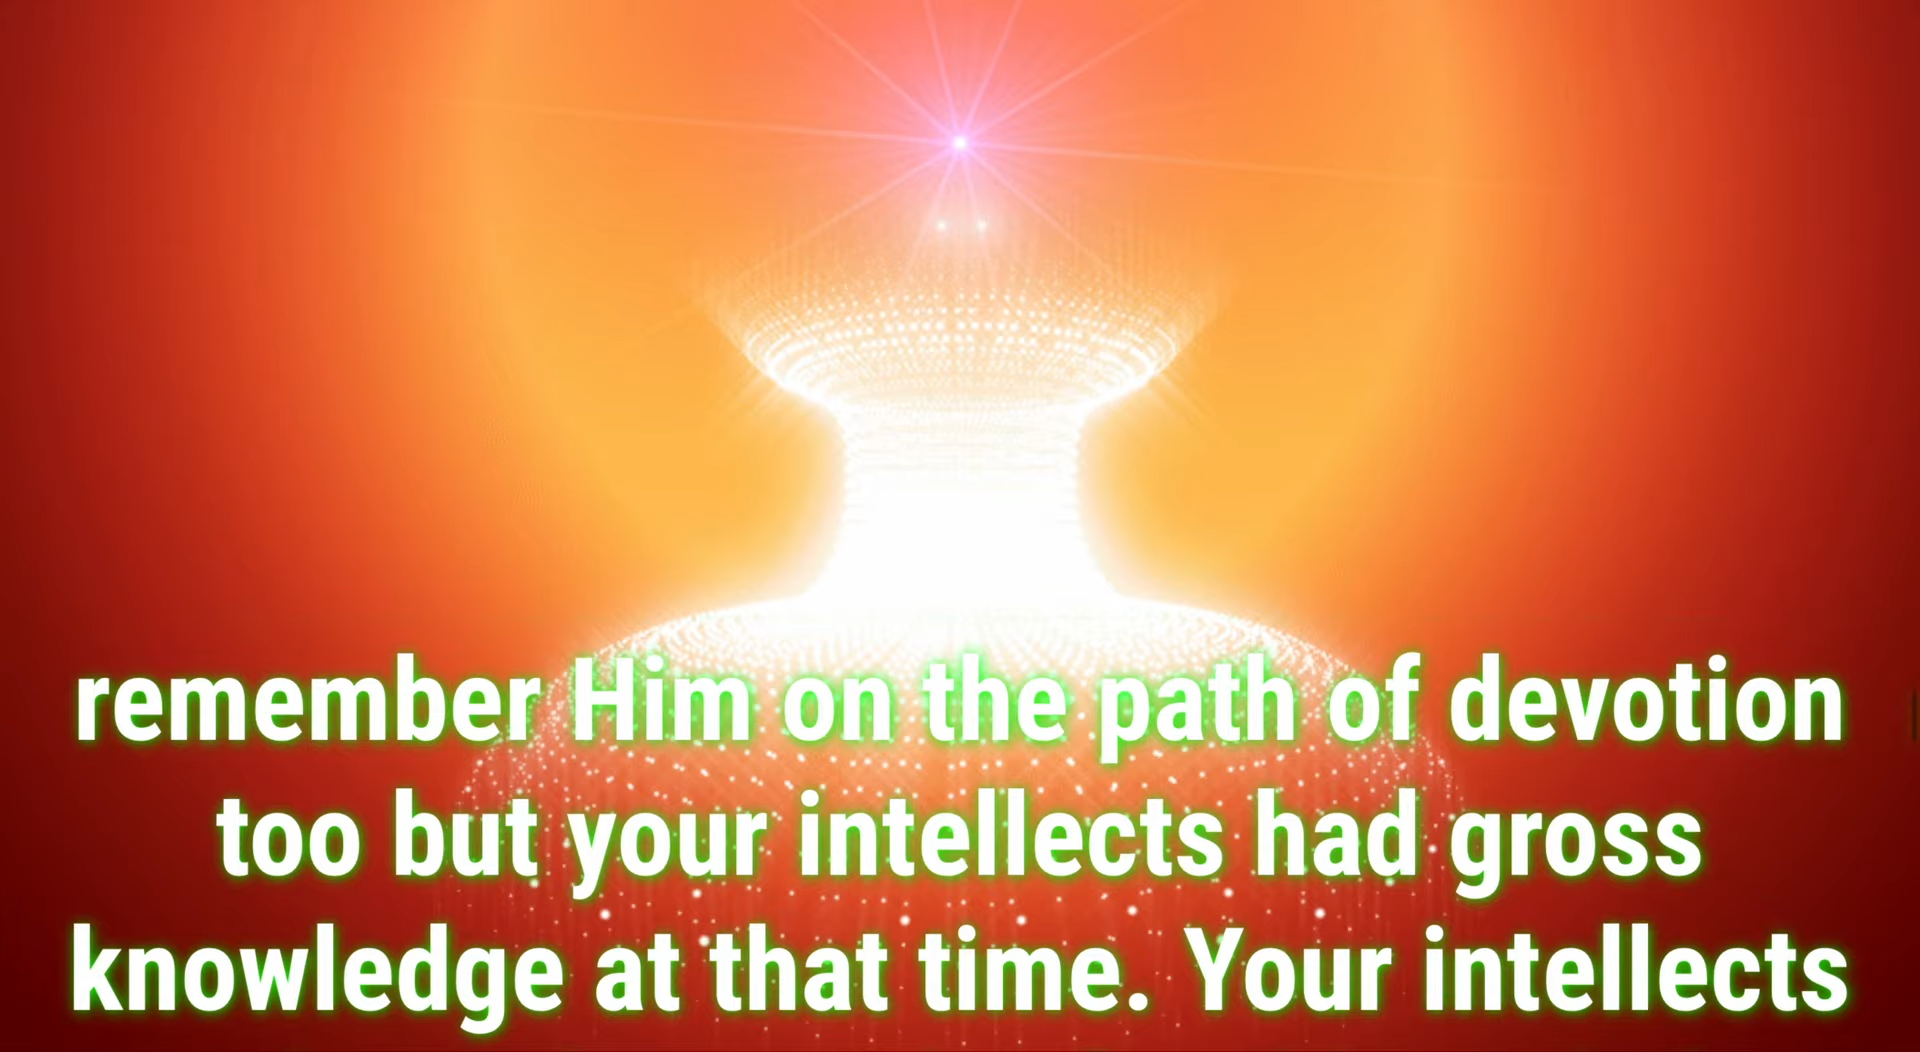 remember Him on the path of devotion
too but your intellects had gross
knowledge at that time. Your intellects